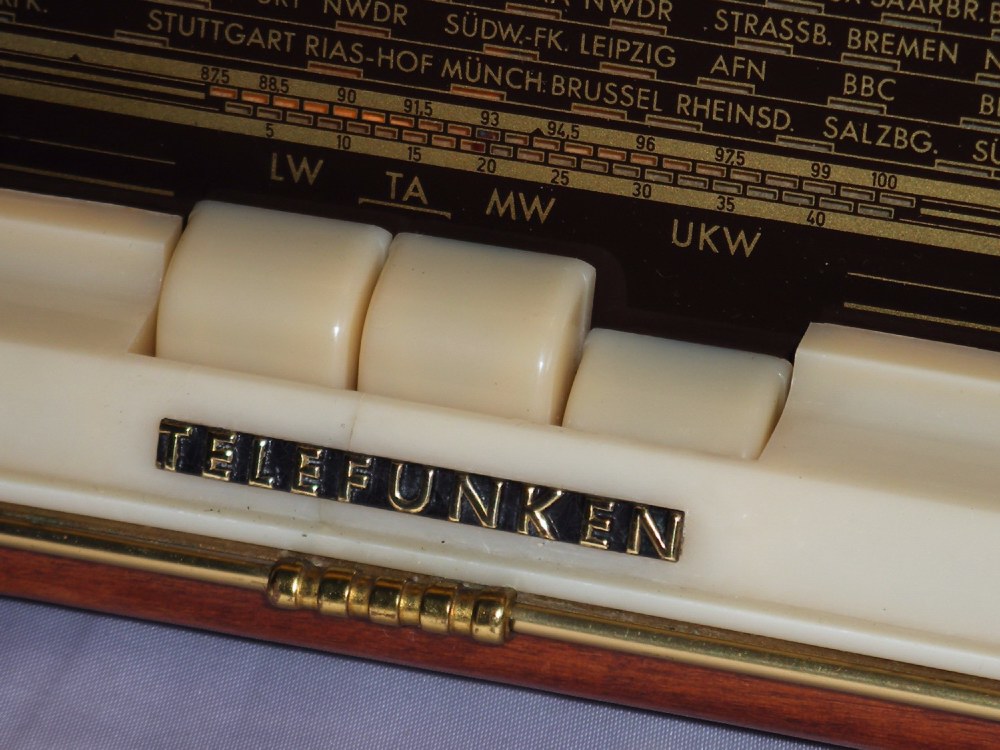 NWDR NWDR SAARBR.
STUTTGART RIAS-HOF SÜDW.-FK. LEIPZIG STRASSB. BREMEN
MÜNCH. BRUSSEL RHEINSD. AFN BBC SALZBG.
87,5 88,5 90 91,5 93 94,5 96 97,5 99 100
5 10 15 20 25 30 35 40
LW TA MW UKW
TELEFUNKEN